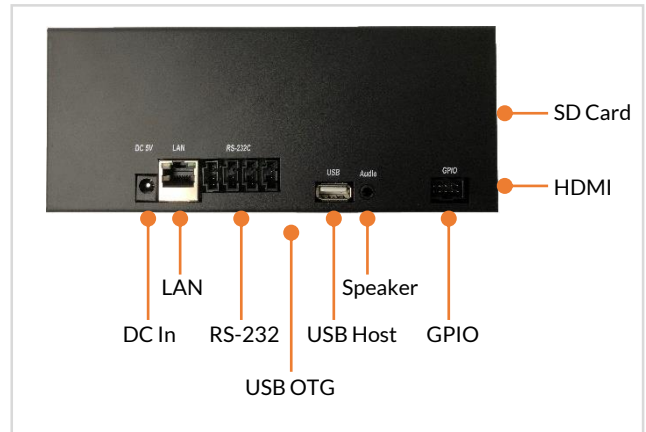 DC 5V LAN RS-232C USB Audio GPIO
SD Card
HDMI
LAN Speaker
DC In RS-232 USB Host GPIO
USB OTG